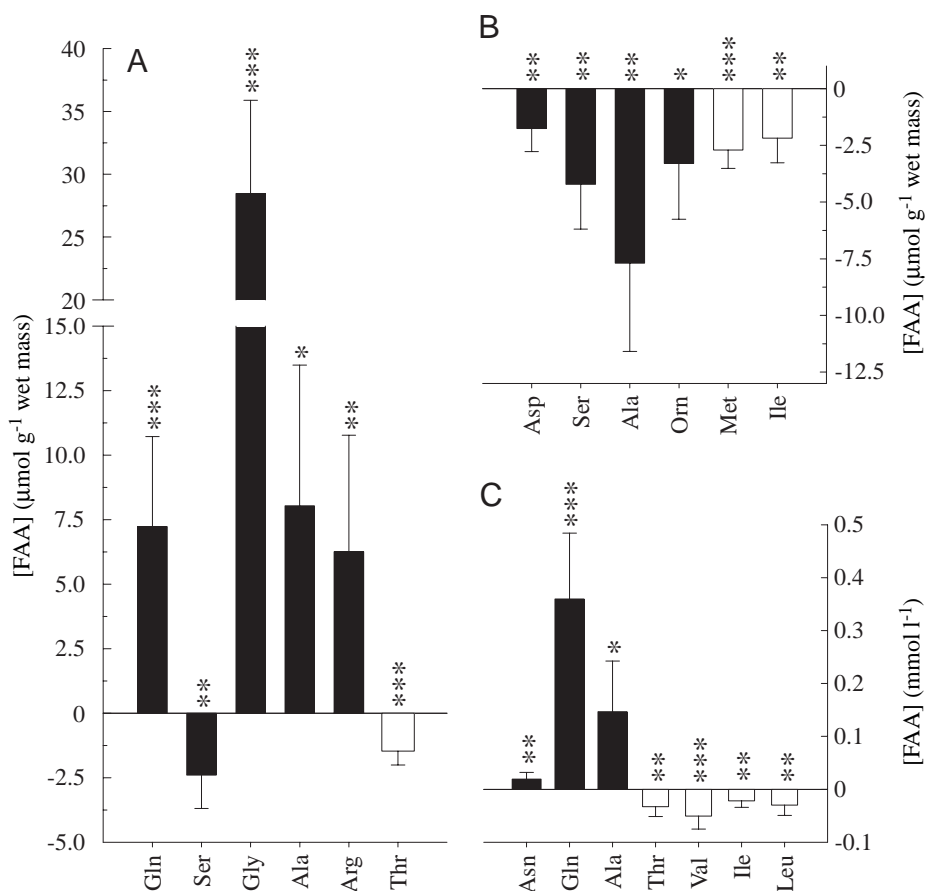 A
40
35
30
25
20
15.0
12.5
10.0
7.5
5.0
2.5
0
-2.5
-5.0
[FAA] (μmol g-1 wet mass)
***
**
***
*
**
***
Gln
Ser
Gly
Ala
Arg
Thr
B
**
**
**
*
***
**
0
-2.5
-5.0
-7.5
-10.0
-12.5
[FAA] (μmol g-1 wet mass)
Asp
Ser
Ala
Orn
Met
Ile
C
**
***
*
**
***
**
**
0.5
0.4
0.3
0.2
0.1
0
-0.1
[FAA] (mmol l-1)
Asn
Gln
Ala
Thr
Val
Ile
Leu